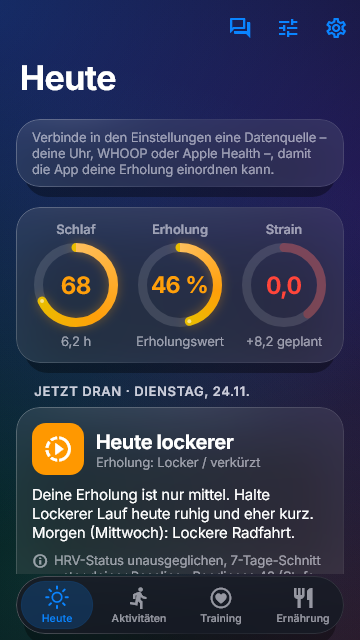 Heute
Verbinde in den Einstellungen eine Datenquelle –
deine Uhr, WHOOP oder Apple Health –, damit
die App deine Erholung einordnen kann.
Schlaf Erholung Strain
68 46 % 0,0
6,2 h Erholungswert +8,2 geplant
JETZT DRAN · DIENSTAG, 24.11.
Heute lockerer
Erholung: Locker / verkürzt
Deine Erholung ist nur mittel. Halte
Lockerer Lauf heute ruhig und eher kurz.
Morgen (Mittwoch): Lockere Radfahrt.
HRV-Status unausgeglichen, 7-Tage-Schnitt
Heute Aktivitäten Training Ernährung